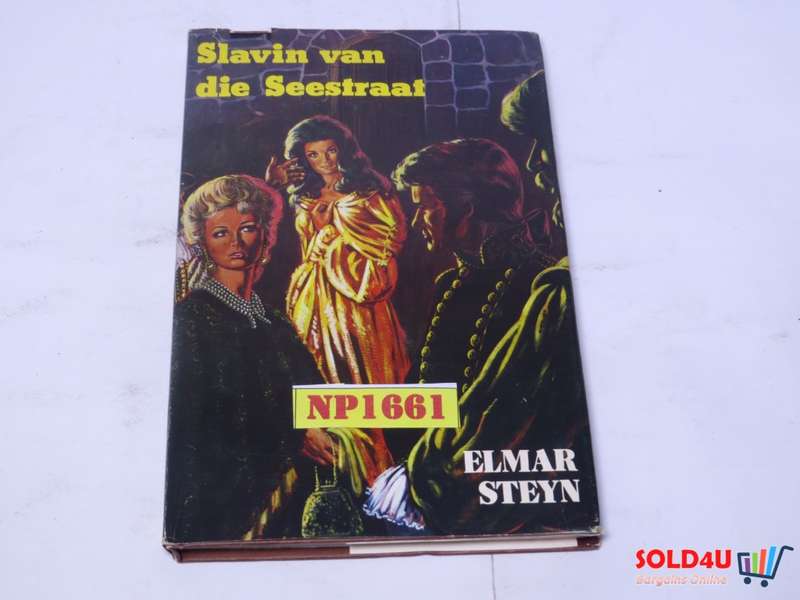 Slavin van
die Seestraat
NP1661
ELMAR
STEYN
SOLD4U
Bargains Online